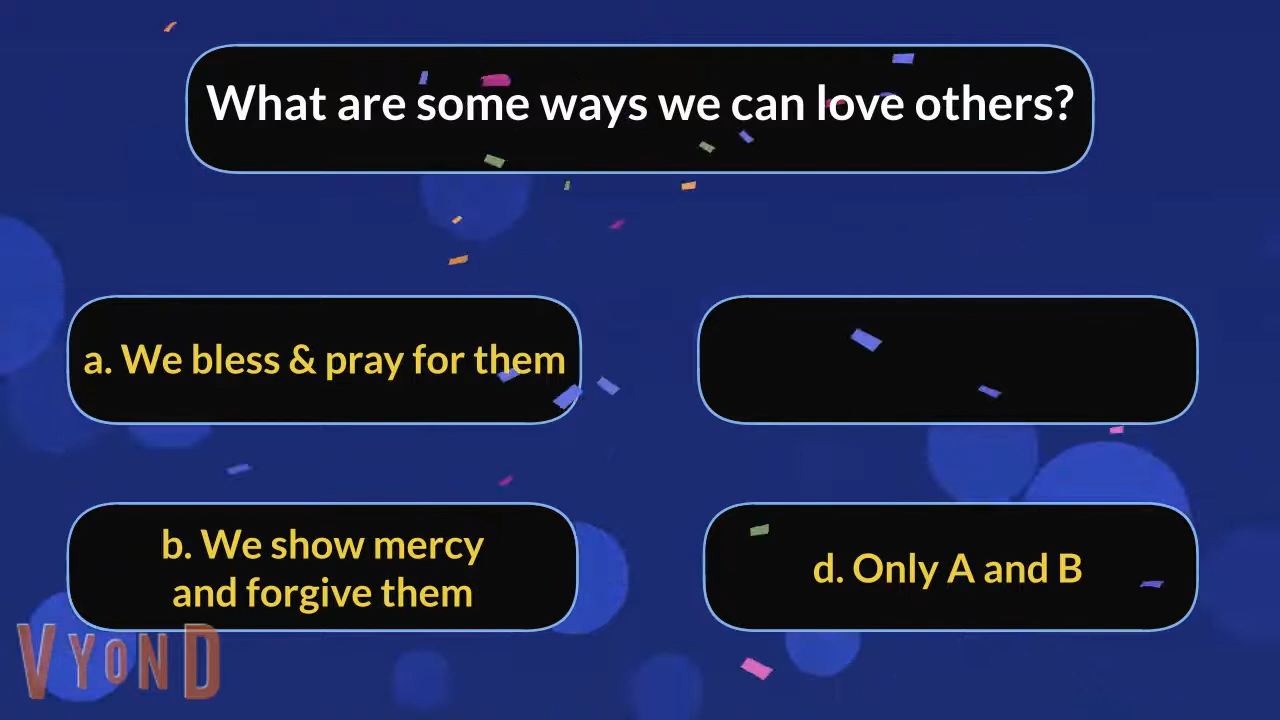 What are some ways we can love others?
a. We bless & pray for them
b. We show mercy
and forgive them
d. Only A and B
VYOND